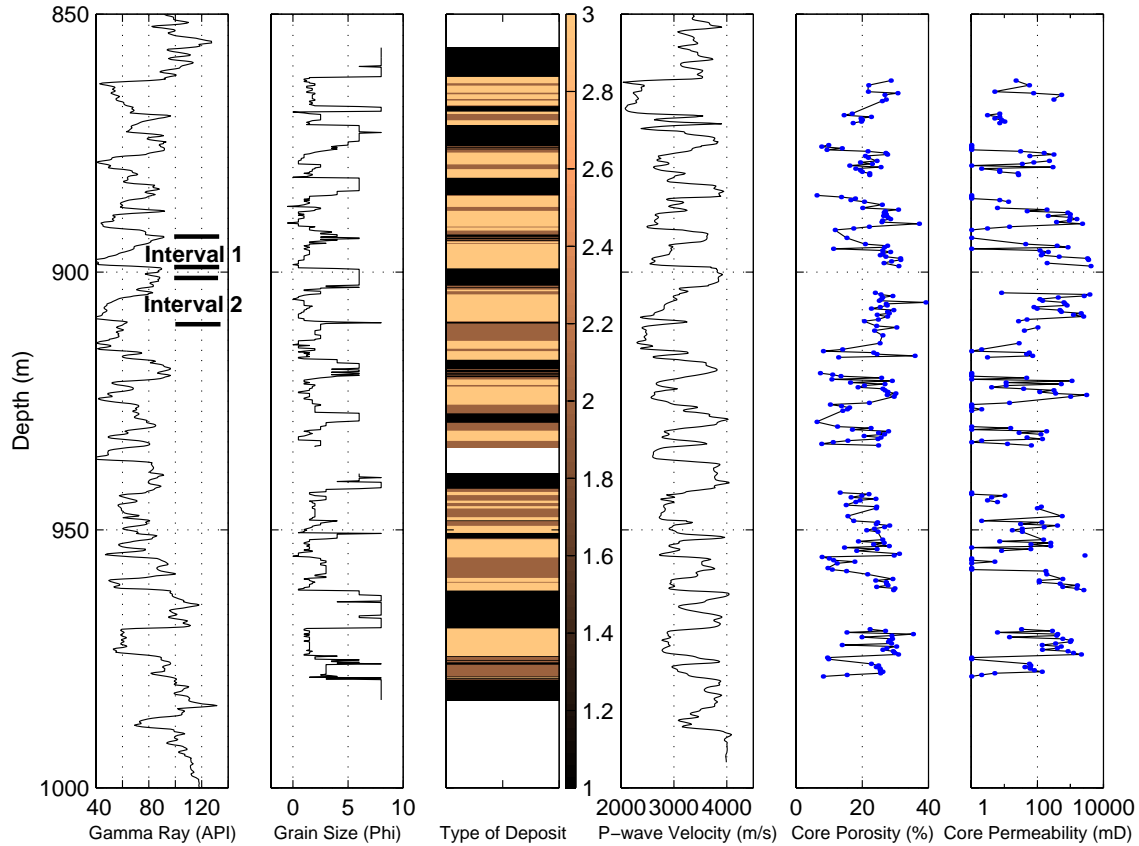 850
900
950
1000
Depth (m)
Interval 1
Interval 2
40 80 120
Gamma Ray (API)
0 5 10
Grain Size (Phi)
Type of Deposit
3
2.8
2.6
2.4
2.2
2
1.8
1.6
1.4
1.2
1
2000 3000 4000
P−wave Velocity (m/s)
0 20 40
Core Porosity (%)
1 100 10000
Core Permeability (mD)